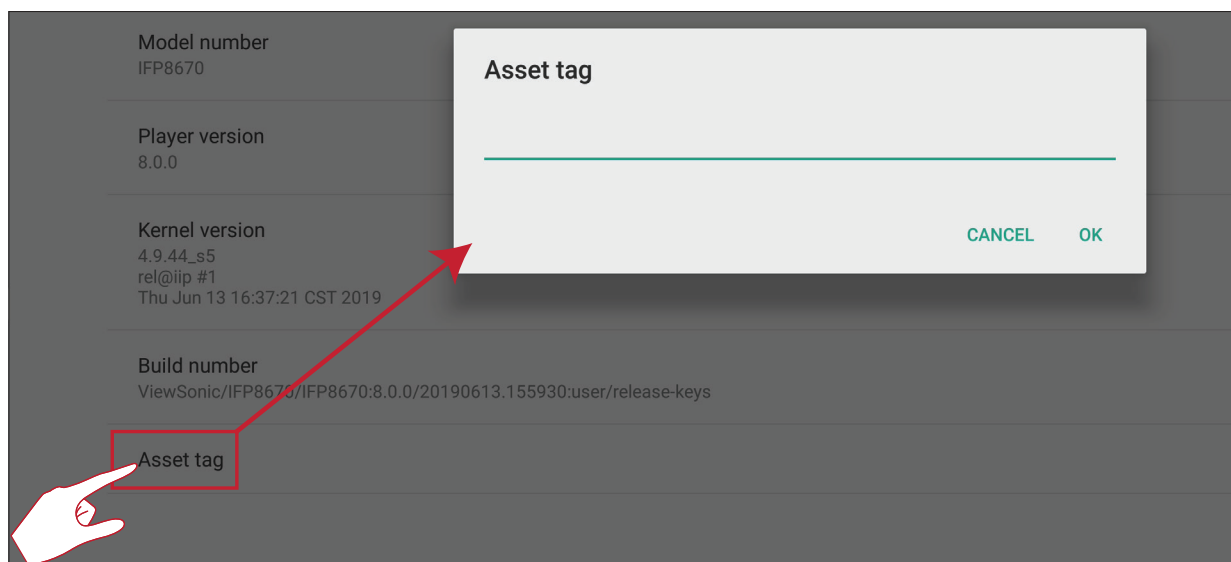 Model number
IFP8670
Player version
8.0.0
Kernel version
4.9.44_s5
rel@iip #1
Thu Jun 13 16:37:21 CST 2019
Build number
ViewSonic/IFP8670/IFP8670:8.0.0/20190613.155930:user/release-keys
Asset tag
Asset tag
CANCEL OK